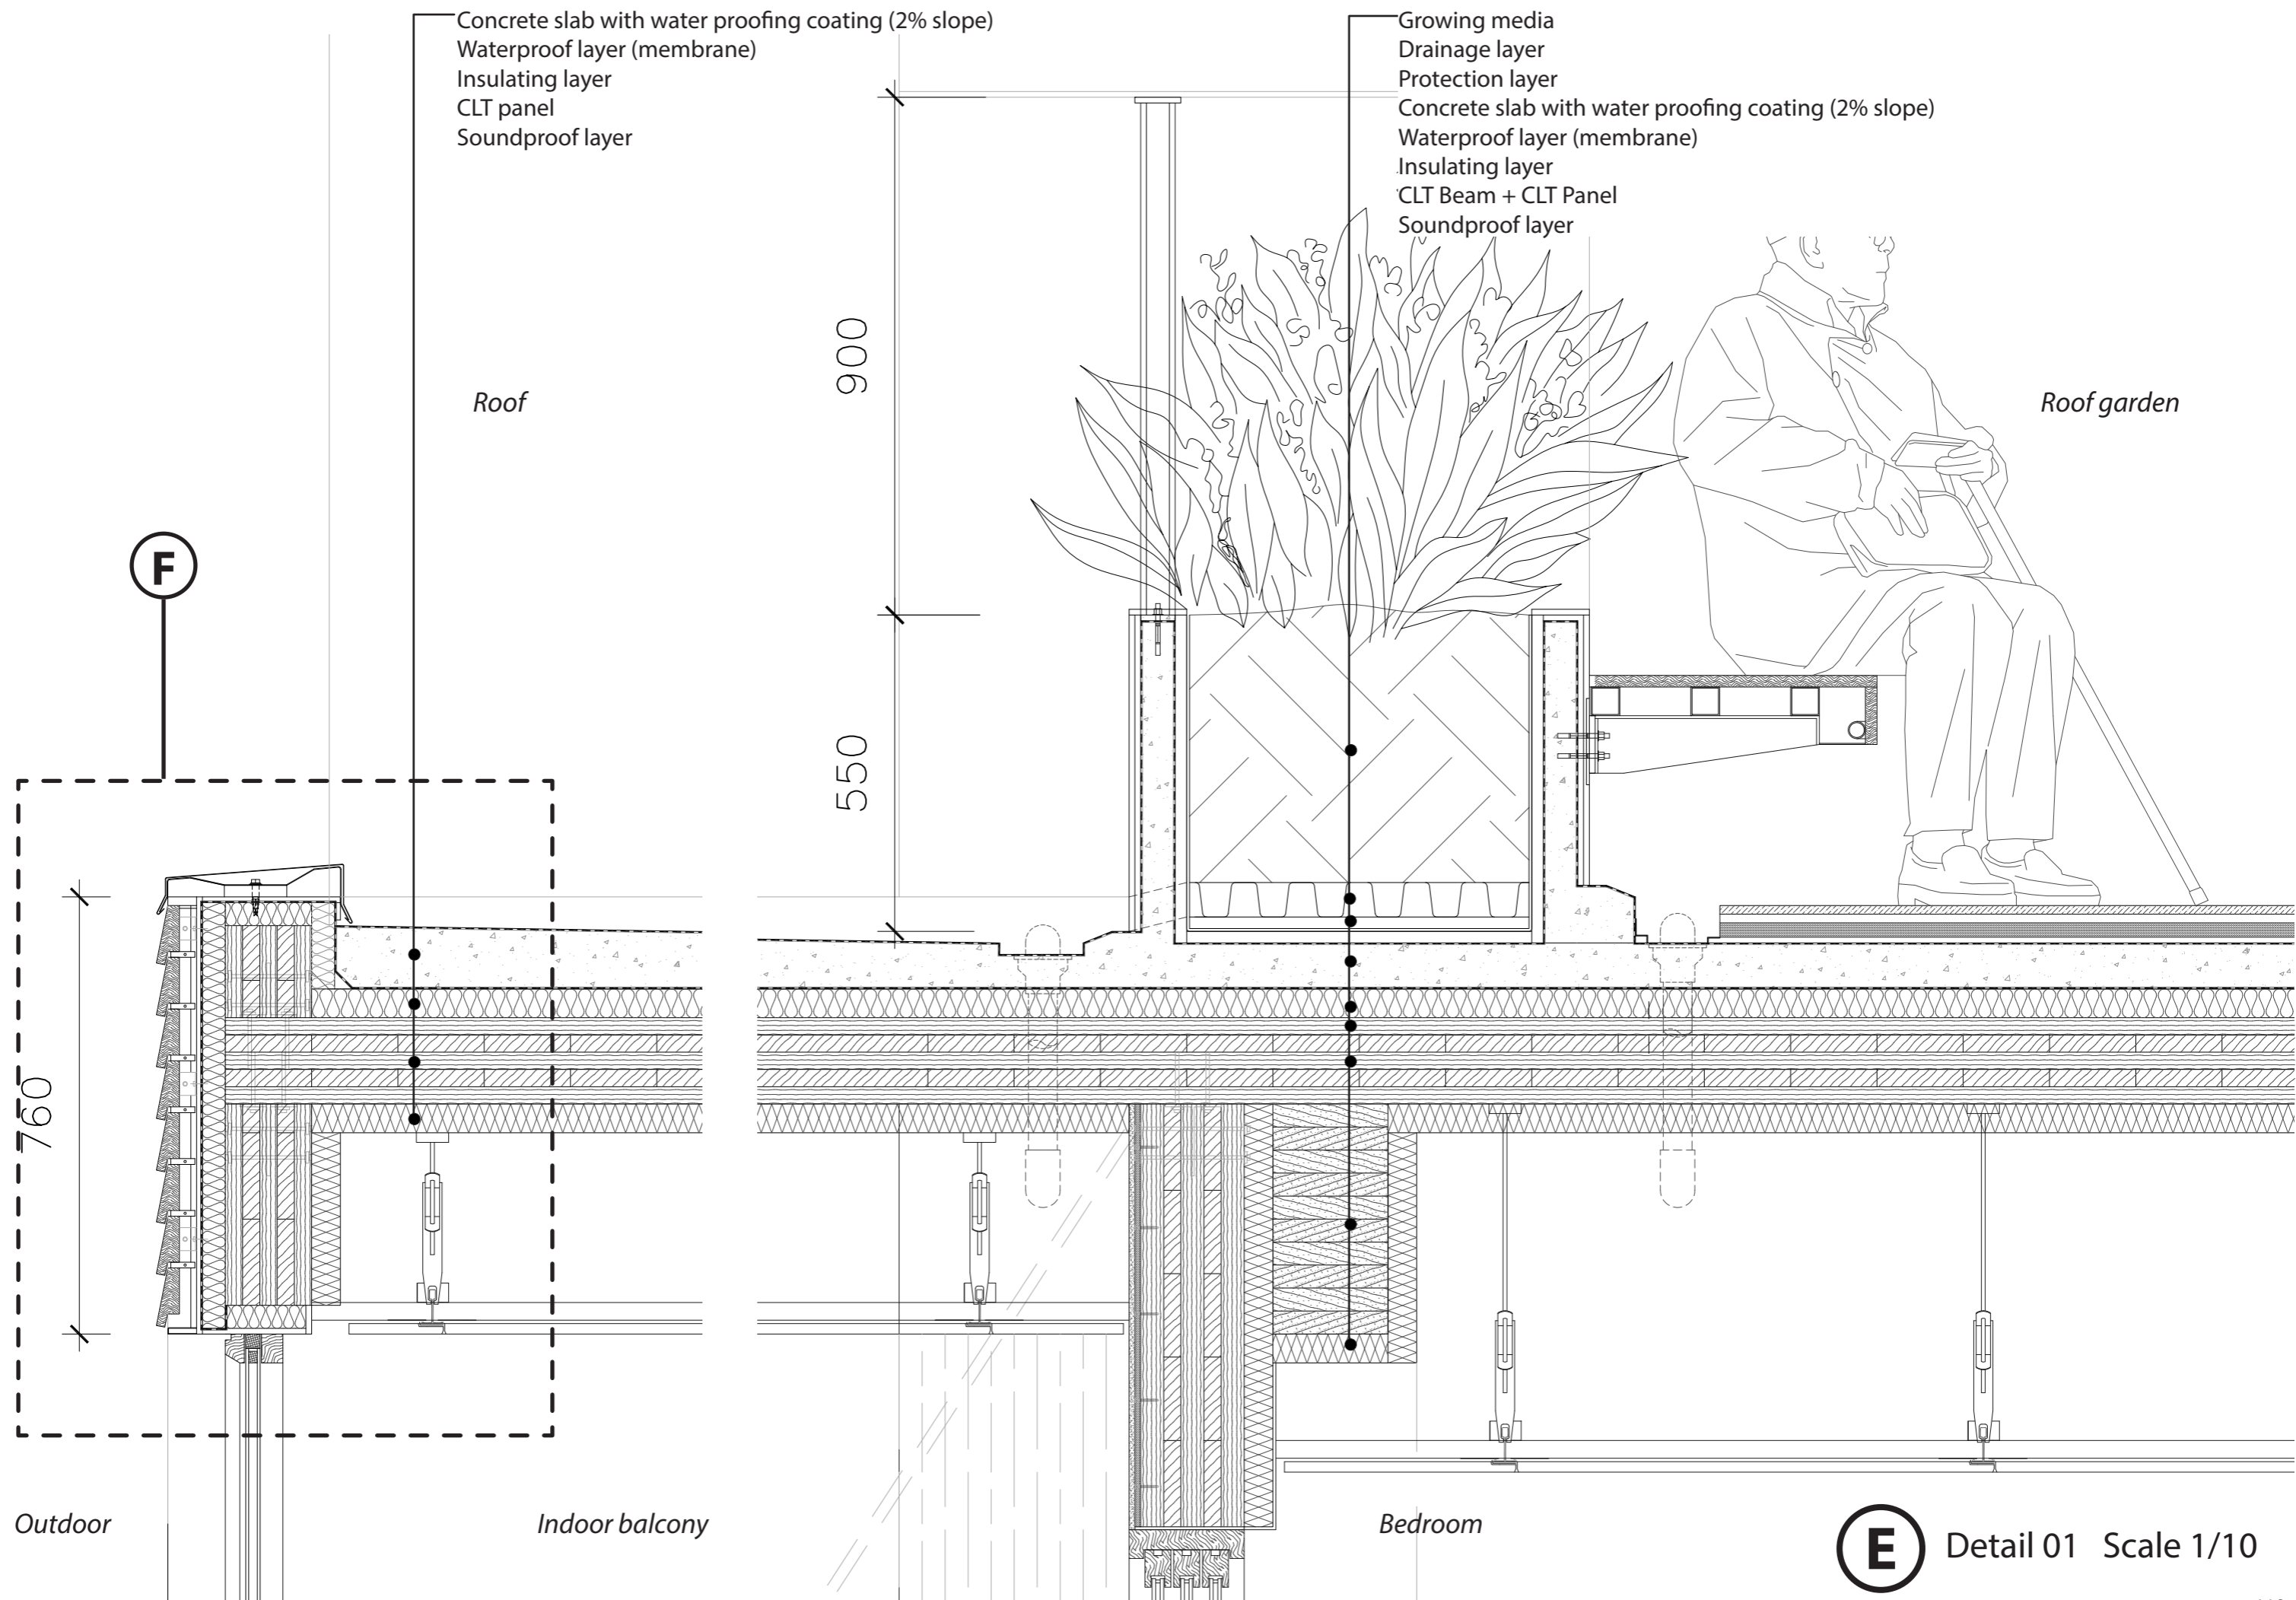 Concrete slab with water proofing coating (2% slope)
Waterproof layer (membrane)
Insulating layer
CLT panel
Soundproof layer
Growing media
Drainage layer
Protection layer
Concrete slab with water proofing coating (2% slope)
Waterproof layer (membrane)
Insulating layer
CLT Beam + CLT Panel
Soundproof layer
900
Roof
Roof garden
F
550
760
Outdoor
Indoor balcony
Bedroom
E Detail 01 Scale 1/10